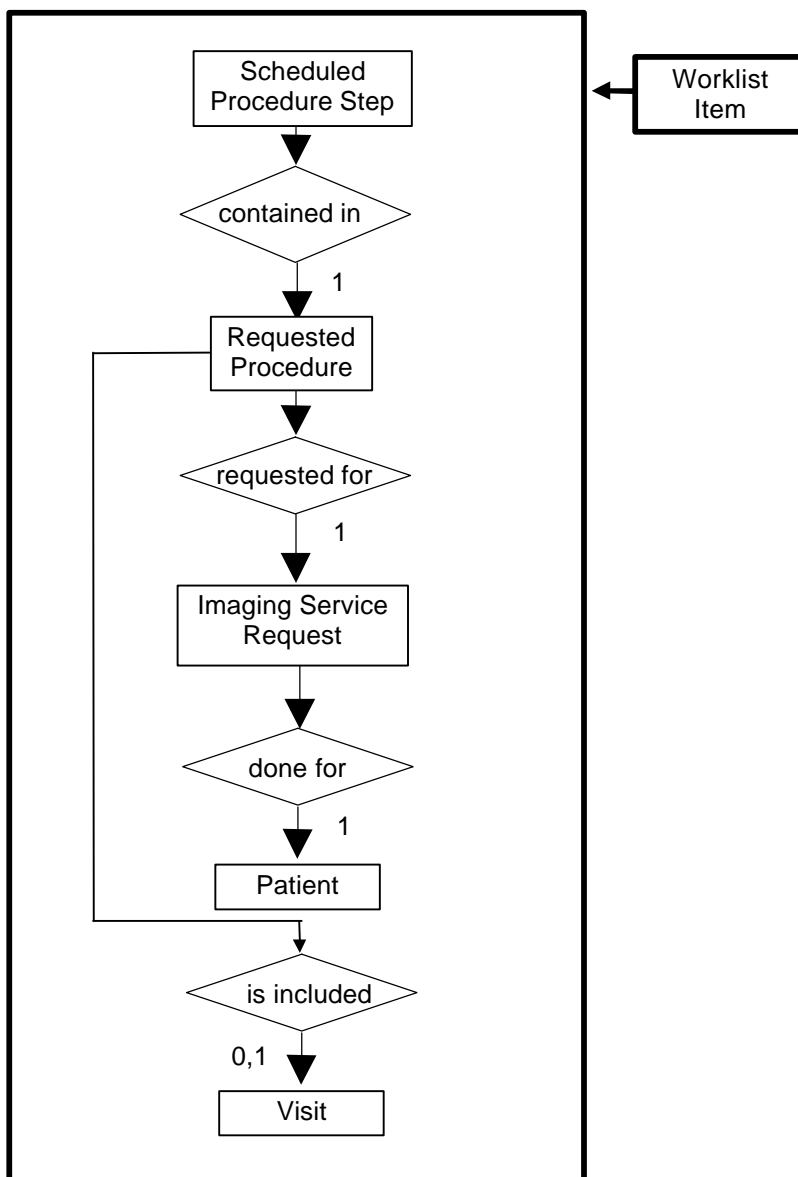 Scheduled
Procedure Step
Worklist
Item
contained in
1
Requested
Procedure
requested for
1
Imaging Service
Request
done for
1
Patient
is included
0,1
Visit